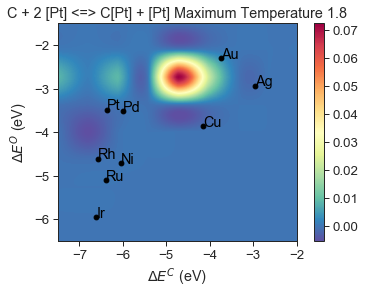 C + 2 [Pt] <=> C[Pt] + [Pt] Maximum Temperature 1.8
−2
−3
−4
−5
−6
ΔE^O (eV)
Au
Ag
Pt
Pd
Cu
Rh
Ni
Ru
Ir
−7
−6
−5
−4
−3
−2
ΔE^C (eV)
0.07
0.06
0.05
0.04
0.03
0.02
0.01
0.00